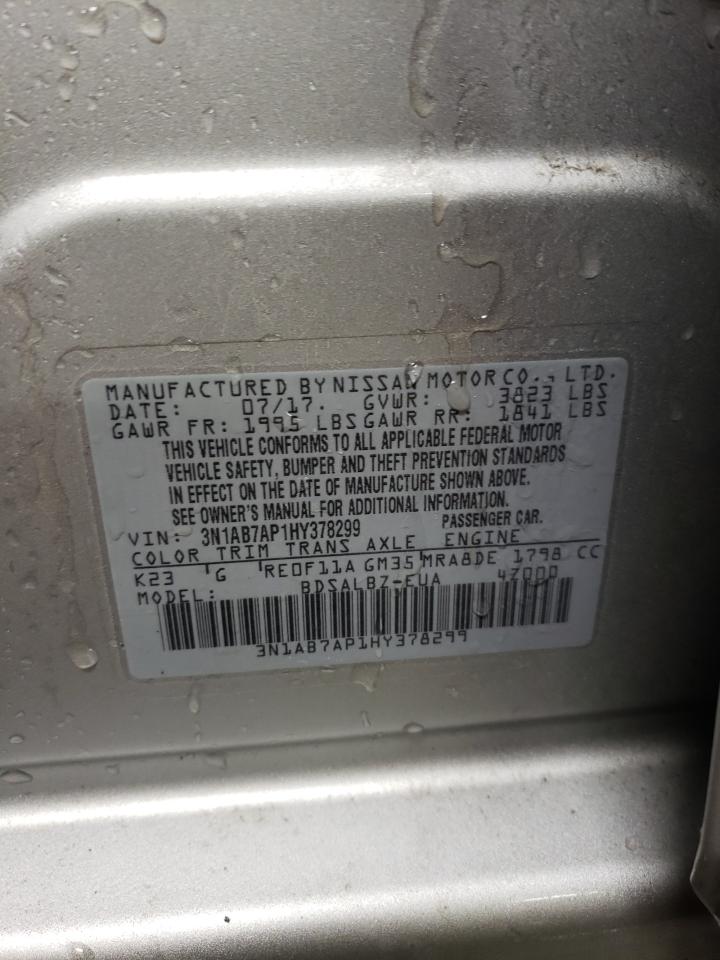 MANUFACTURED BY NISSAN MOTOR CO., LTD.
DATE: 07/17. GVWR: 3823 LBS
GAWR FR: 1995 LBS GAWR RR: 1841 LBS
THIS VEHICLE CONFORMS TO ALL APPLICABLE FEDERAL MOTOR
VEHICLE SAFETY, BUMPER AND THEFT PREVENTION STANDARDS
IN EFFECT ON THE DATE OF MANUFACTURE SHOWN ABOVE.
SEE OWNER'S MANUAL FOR ADDITIONAL INFORMATION.
VIN: 3N1AB7AP1HY378299 PASSENGER CAR.
COLOR TRIM TRANS AXLE ENGINE
K23 G RE0F11A GM35 MRA8DE 1798 CC
MODEL: BDSALBZ-EUA 47000
3N1AB7AP1HY378299